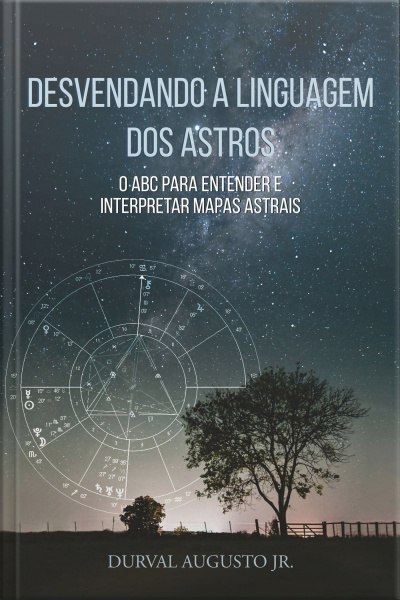 DESVENDANDO A LINGUAGEM
DOS ASTROS
O ABC PARA ENTENDER E
INTERPRETAR MAPAS ASTRAIS
DURVAL AUGUSTO JR.